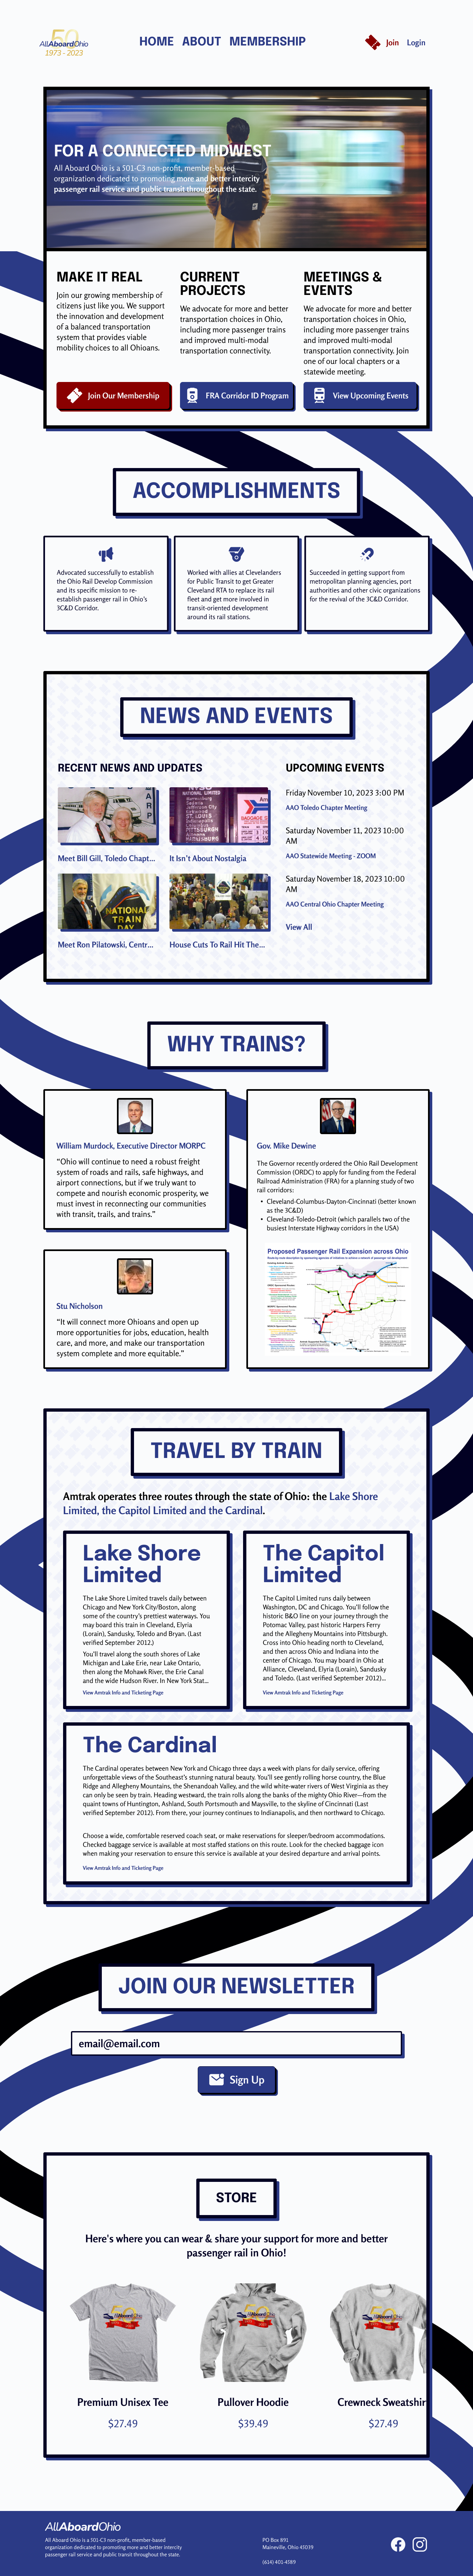 50
AllAboardOhio
1973 - 2023
HOME ABOUT MEMBERSHIP
Join Login
FOR A CONNECTED MIDWEST
All Aboard Ohio is a 501-C3 non-profit, member-based
organization dedicated to promoting more and better intercity
passenger rail service and public transit throughout the state.
MAKE IT REAL
Join our growing membership of
citizens just like you. We support
the innovation and development
of a balanced transportation
system that provides viable
mobility choices to all Ohioans.
Join Our Membership
CURRENT
PROJECTS
We advocate for more and better
transportation choices in Ohio,
including more passenger trains
and improved multi-modal
transportation connectivity.
FRA Corridor ID Program
MEETINGS &
EVENTS
We advocate for more and better
transportation choices in Ohio,
including more passenger trains
and improved multi-modal
transportation connectivity. Join
one of our local chapters or a
statewide meeting.
View Upcoming Events
ACCOMPLISHMENTS
Advocated successfully to establish
the Ohio Rail Develop Commission
and its specific mission to re-
establish passenger rail in Ohio's
3C&D Corridor.
Worked with allies at Clevelanders
for Public Transit to get Greater
Cleveland RTA to replace its rail
fleet and get more involved in
transit-oriented development
around its rail stations.
Succeeded in getting support from
metropolitan planning agencies, port
authorities and other civic organizations
for the revival of the 3C&D Corridor.
NEWS AND EVENTS
RECENT NEWS AND UPDATES
Meet Bill Gill, Toledo Chapt...
It Isn't About Nostalgia
NATIONAL
TRAIN
DAY
Meet Ron Pilatowski, Centr...
House Cuts To Rail Hit The...
UPCOMING EVENTS
Friday November 10, 2023 3:00 PM
AAO Toledo Chapter Meeting
Saturday November 11, 2023 10:00
AM
AAO Statewide Meeting - ZOOM
Saturday November 18, 2023 10:00
AM
AAO Central Ohio Chapter Meeting
View All
WHY TRAINS?
William Murdock, Executive Director MORPC
“Ohio will continue to need a robust freight
system of roads and rails, safe highways, and
airport connections, but if we truly want to
compete and nourish economic prosperity, we
must invest in reconnecting our communities
with transit, trails, and trains.”
Stu Nicholson
“It will connect more Ohioans and open up
more opportunities for jobs, education, health
care, and more, and make our transportation
system complete and more equitable.”
Gov. Mike Dewine
The Governor recently ordered the Ohio Rail Development
Commission (ORDC) to apply for funding from the Federal
Railroad Administration (FRA) for a planning study of two
rail corridors:
• Cleveland-Columbus-Dayton-Cincinnati (better known
as the 3C&D)
• Cleveland-Toledo-Detroit (which parallels two of the
busiest Interstate Highway corridors in the USA)
Proposed Passenger Rail Expansion across Ohio
TRAVEL BY TRAIN
Amtrak operates three routes through the state of Ohio: the Lake Shore
Limited, the Capitol Limited and the Cardinal.
Lake Shore
Limited
The Lake Shore Limited travels daily between
Chicago and New York City/Boston, along
some of the country's prettiest waterways. You
may board this train in Cleveland, Elyria
(Lorain), Sandusky, Toledo and Bryan. (Last
verified September 2012.)
You'll travel along the south shores of Lake
Michigan and Lake Erie, near Lake Ontario,
then along the Mohawk River, the Erie Canal
and the wide Hudson River. In New York Stat...
View Amtrak Info and Ticketing Page
The Capitol
Limited
The Capitol Limited runs daily between
Washington, DC and Chicago. You'll follow the
historic B&O line on your journey through the
Potomac Valley, past historic Harpers Ferry
and the Allegheny Mountains into Pittsburgh.
Cross into Ohio heading north to Cleveland,
and then across Ohio and Indiana into the
center of Chicago. You may board in Ohio at
Alliance, Cleveland, Elyria (Lorain), Sandusky
and Toledo. (Last verified September 2012)...
View Amtrak Info and Ticketing Page
The Cardinal
The Cardinal operates between New York and Chicago three days a week with plans for daily service, offering
unforgettable views of the Southeast's stunning natural beauty. You'll see gently rolling horse country, the Blue
Ridge and Allegheny Mountains, the Shenandoah Valley, and the wild white-water rivers of West Virginia as they
can only be seen by train. Heading westward, the train rolls along the banks of the mighty Ohio River—from the
quaint towns of Huntington, Ashland, South Portsmouth and Maysville, to the skyline of Cincinnati (Last
verified September 2012). From there, your journey continues to Indianapolis, and then northward to Chicago.
Choose a wide, comfortable reserved coach seat, or make reservations for sleeper/bedroom accommodations.
Checked baggage service is available at most staffed stations on this route. Look for the checked baggage icon
when making your reservation to ensure this service is available at your desired departure and arrival points.
View Amtrak Info and Ticketing Page
JOIN OUR NEWSLETTER
email@email.com
Sign Up
STORE
Here's where you can wear & share your support for more and better
passenger rail in Ohio!
Premium Unisex Tee
$27.49
Pullover Hoodie
$39.49
Crewneck Sweatshir
$27.49
AllAboardOhio
All Aboard Ohio is a 501-C3 non-profit, member-based
organization dedicated to promoting more and better intercity
passenger rail service and public transit throughout the state.
PO Box 891
Maineville, Ohio 45039
(614) 401-4589